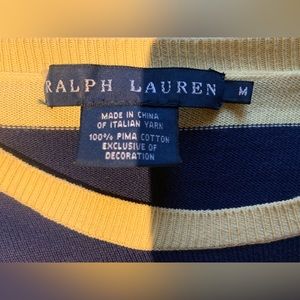 RALPH LAUREN
M
MADE IN CHINA
OF ITALIAN YARN
100% PIMA COTTON
EXCLUSIVE OF
DECORATION